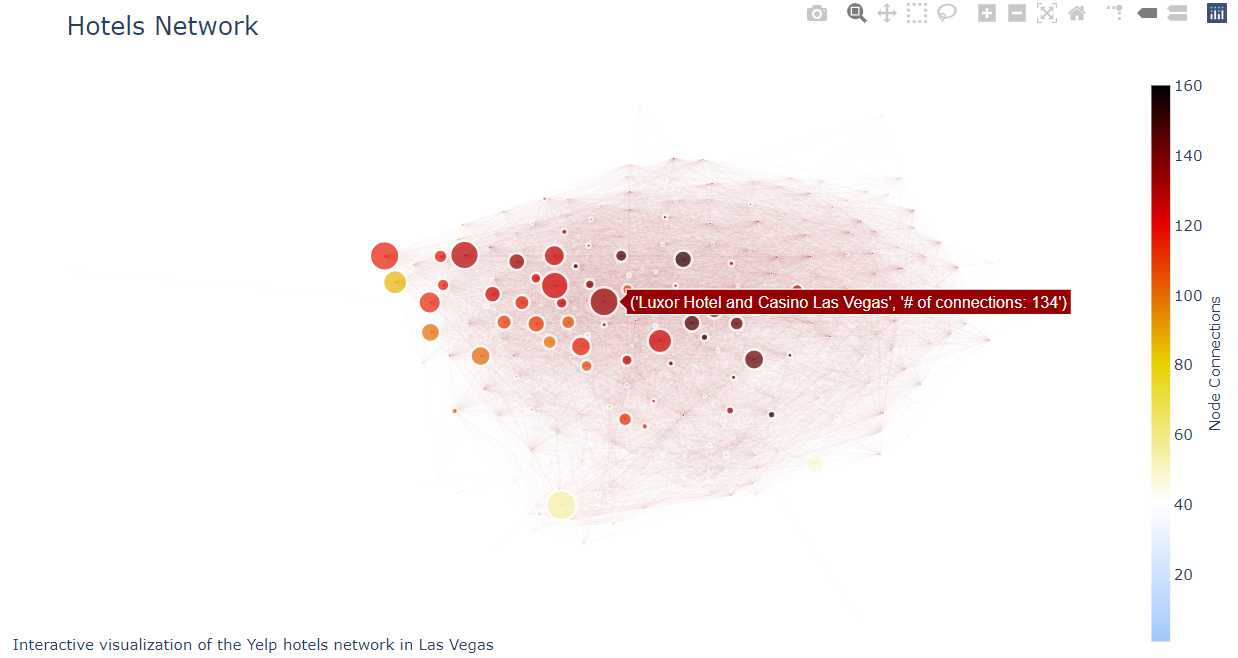 Hotels Network
160
140
120
('Luxor Hotel and Casino Las Vegas', '# of connections: 134')
100
80
60
40
20
Node Connections
Interactive visualization of the Yelp hotels network in Las Vegas